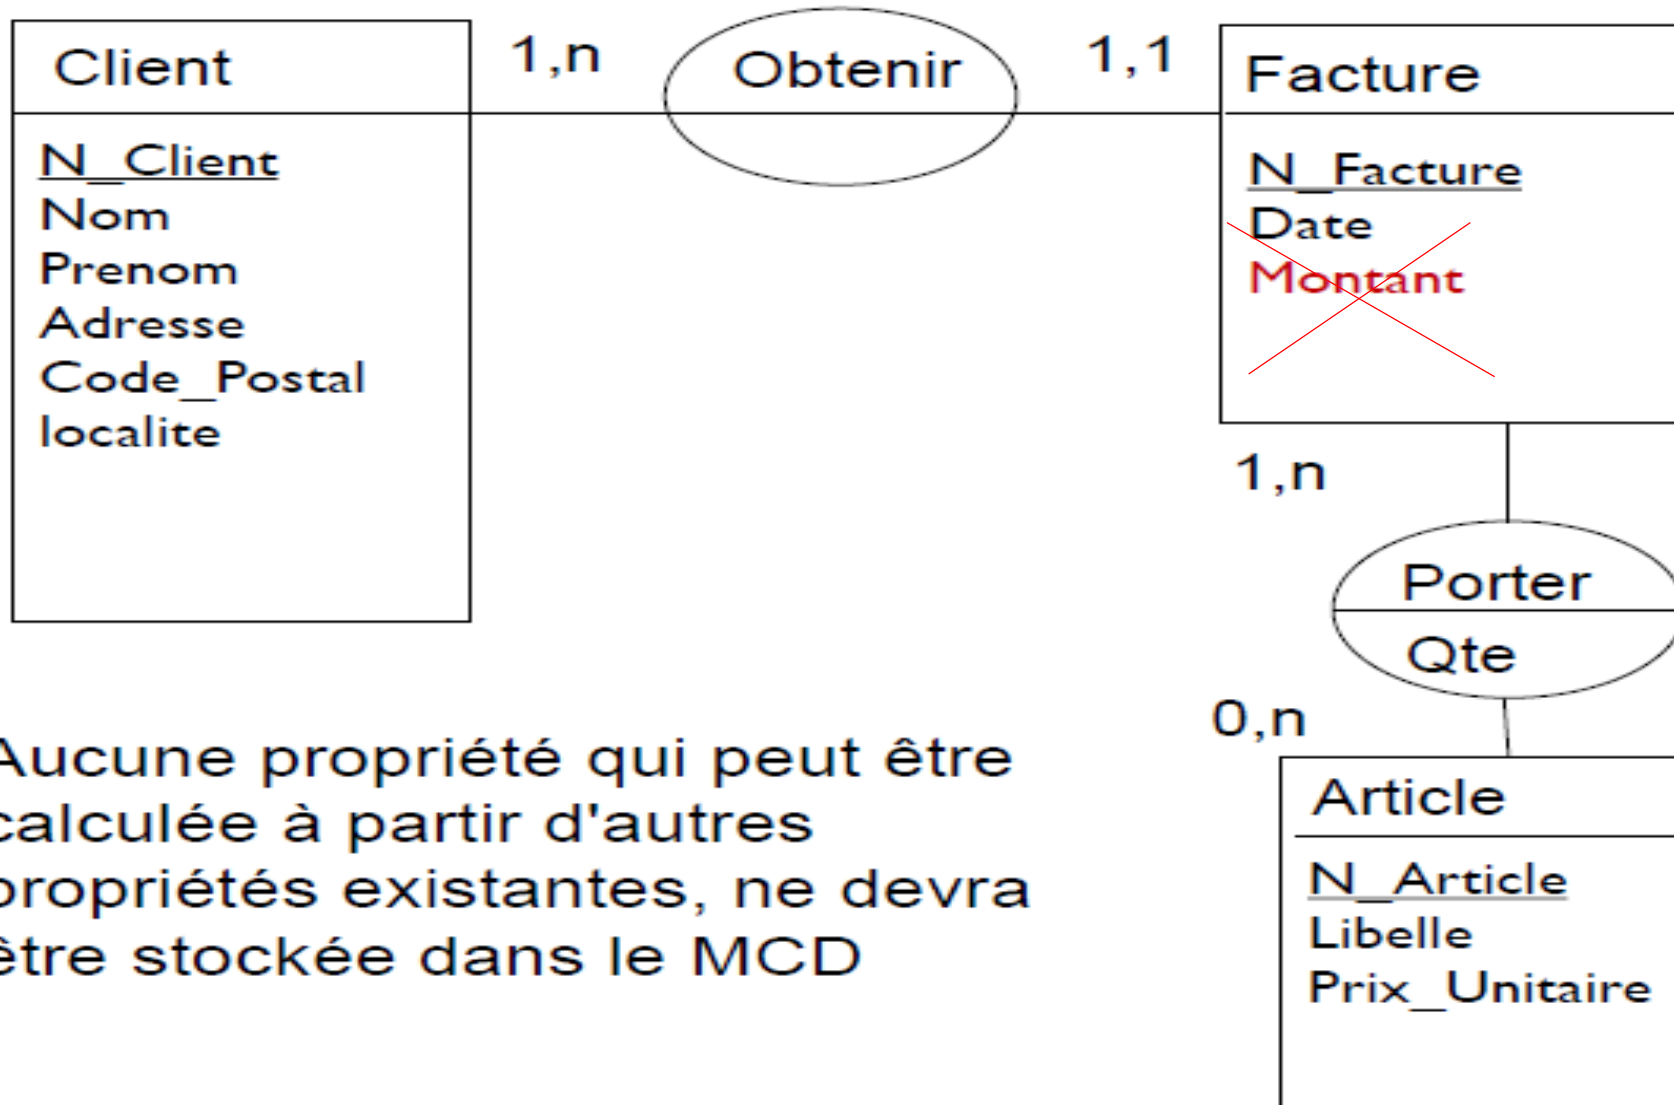 Client
1,n
Obtenir
1,1
Facture
N_Client
Nom
Prenom
Adresse
Code_Postal
localite
N_Facture
Date
Montant
1,n
Porter
Qte
0,n
Article
N_Article
Libelle
Prix_Unitaire
Aucune propriété qui peut être
calculée à partir d'autres
propriétés existantes, ne devra
être stockée dans le MCD